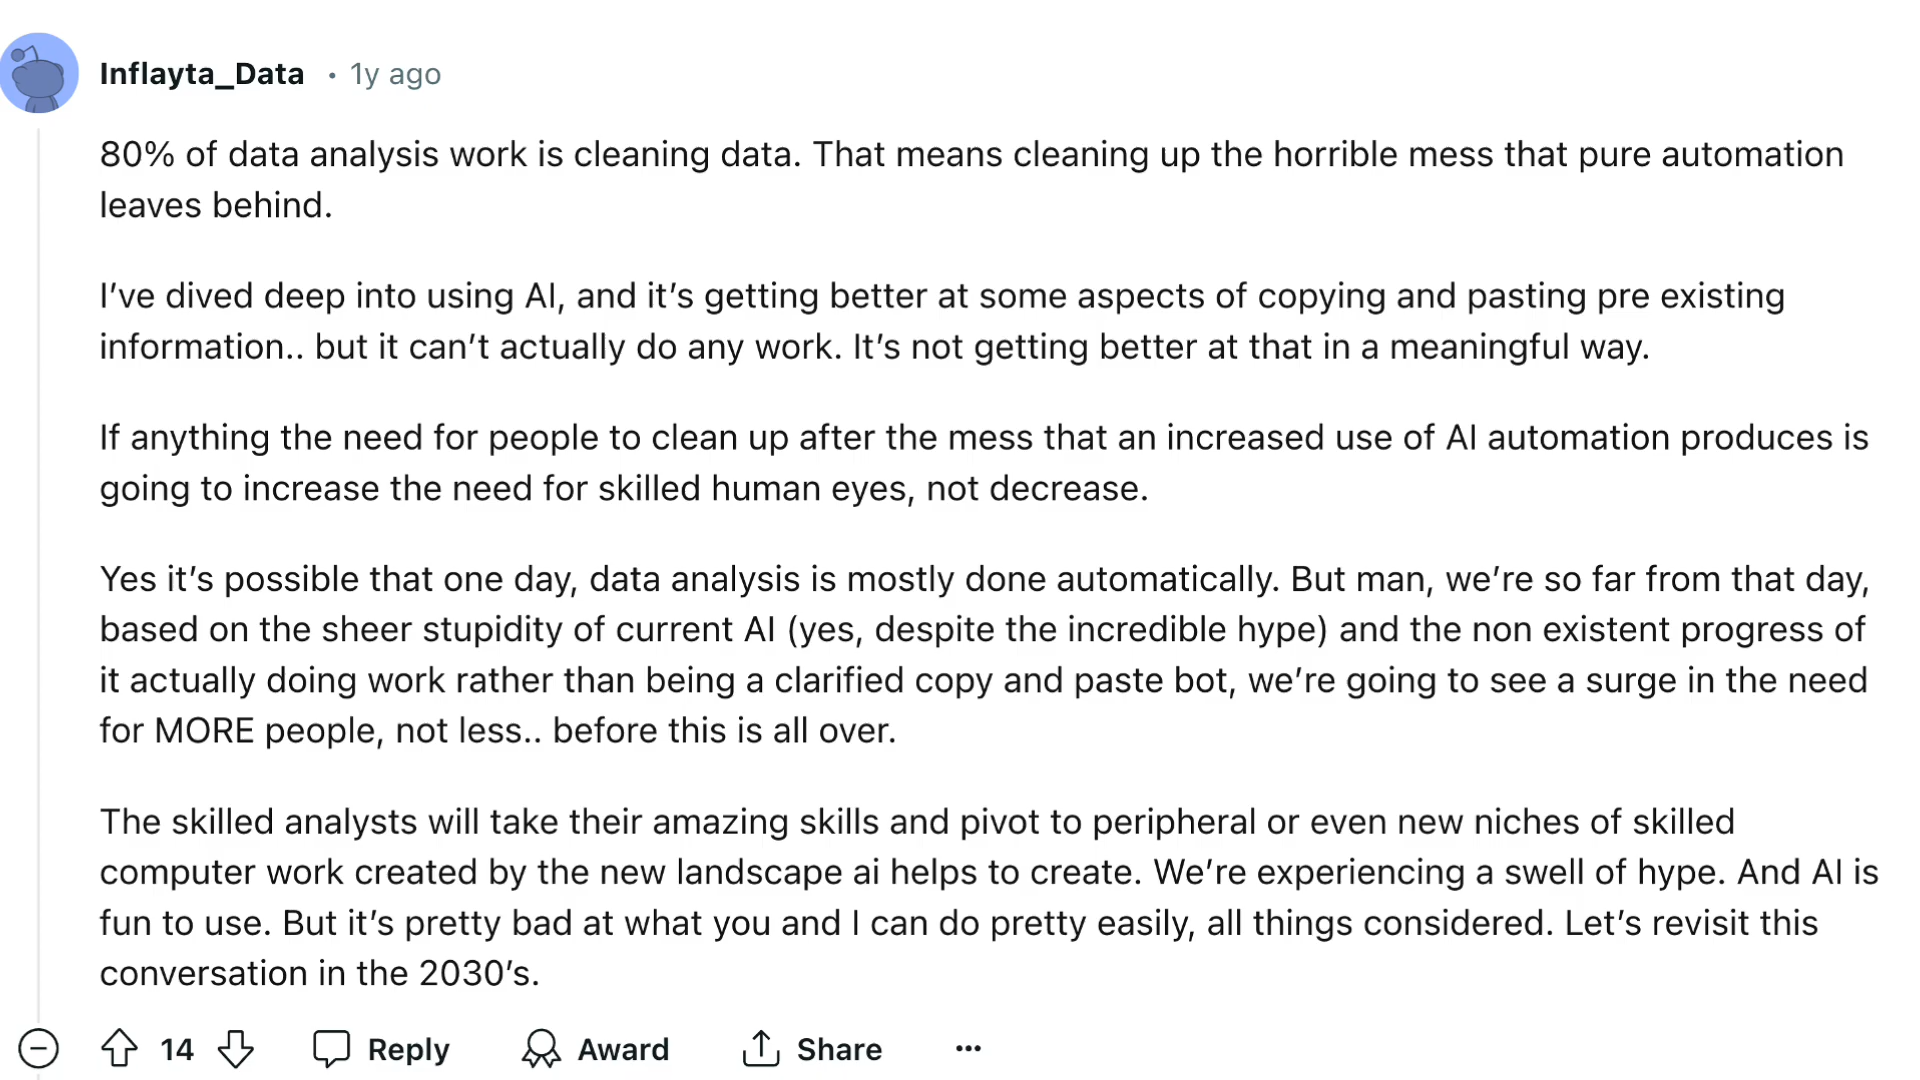 Inflayta_Data • 1y ago
80% of data analysis work is cleaning data. That means cleaning up the horrible mess that pure automation
leaves behind.
I’ve dived deep into using AI, and it’s getting better at some aspects of copying and pasting pre existing
information.. but it can’t actually do any work. It’s not getting better at that in a meaningful way.
If anything the need for people to clean up after the mess that an increased use of AI automation produces is
going to increase the need for skilled human eyes, not decrease.
Yes it’s possible that one day, data analysis is mostly done automatically. But man, we’re so far from that day,
based on the sheer stupidity of current AI (yes, despite the incredible hype) and the non existent progress of
it actually doing work rather than being a clarified copy and paste bot, we’re going to see a surge in the need
for MORE people, not less.. before this is all over.
The skilled analysts will take their amazing skills and pivot to peripheral or even new niches of skilled
computer work created by the new landscape ai helps to create. We’re experiencing a swell of hype. And AI is
fun to use. But it’s pretty bad at what you and I can do pretty easily, all things considered. Let’s revisit this
conversation in the 2030’s.
14 Reply Award Share ...